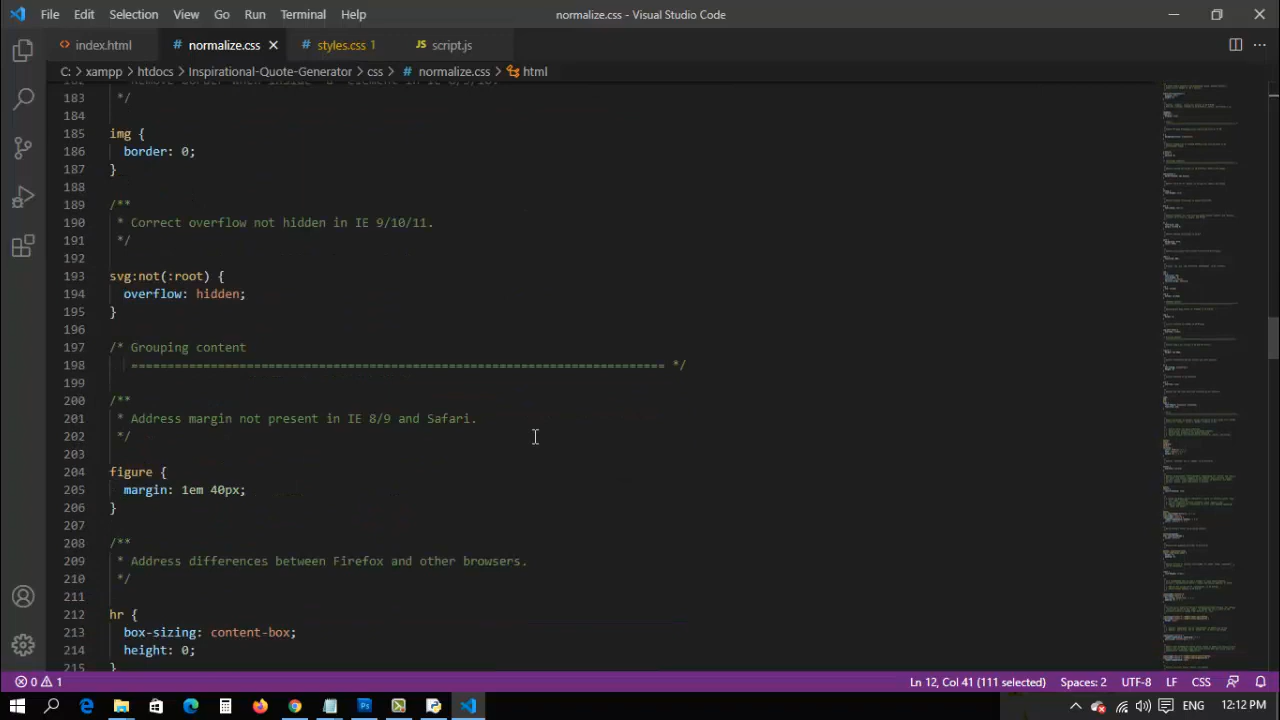 File Edit Selection View Go Run Terminal Help
normalize.css - Visual Studio Code
index.html
normalize.css
styles.css 1
script.js
C: > xampp > htdocs > Inspirational-Quote-Generator > css > normalize.css > html
183 */
184
185 img {
186 border: 0;
187 }
188
189 /**
190 * Correct overflow not hidden in IE 9/10/11.
191 */
192
193 svg:not(:root) {
194 overflow: hidden;
195 }
196
197 /* Grouping content
198 ========================================================================== */
199
200 /**
201 * Address margin not present in IE 8/9 and Safari.
202 */
203
204 figure {
205 margin: 1em 40px;
206 }
207
208 /**
209 * Address differences between Firefox and other browsers.
210 */
211
212 hr {
213 box-sizing: content-box;
214 height: 0;
215 }
0 1
Ln 12, Col 41 (111 selected) Spaces: 2 UTF-8 LF CSS
ENG 12:12 PM